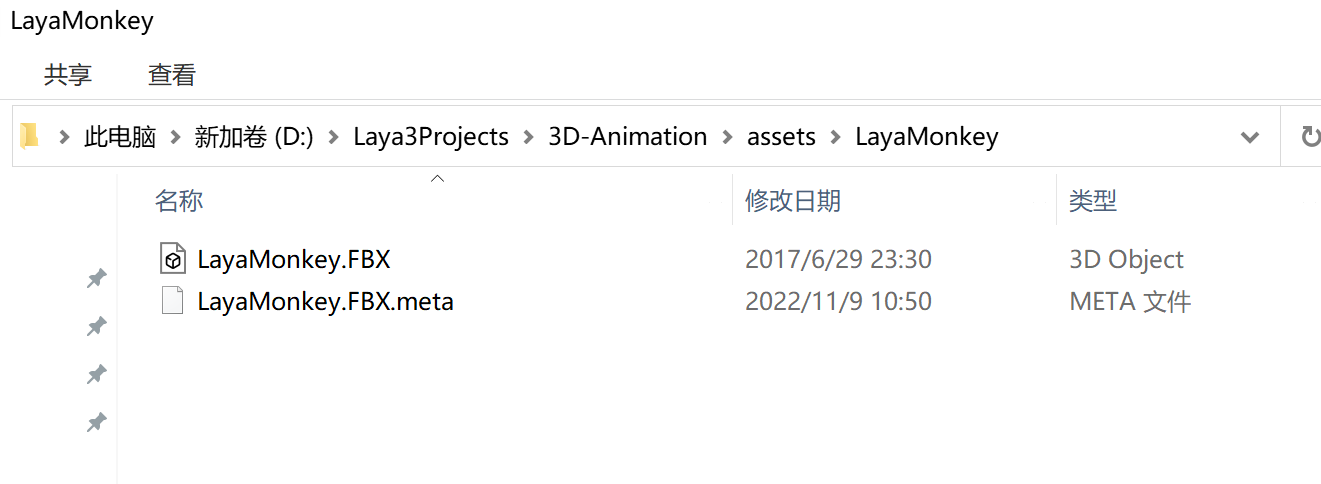 LayaMonkey
共享 查看
此电脑 新加卷 (D:) Laya3Projects 3D-Animation assets LayaMonkey
名称 修改日期 类型
LayaMonkey.FBX 2017/6/29 23:30 3D Object
LayaMonkey.FBX.meta 2022/11/9 10:50 META 文件